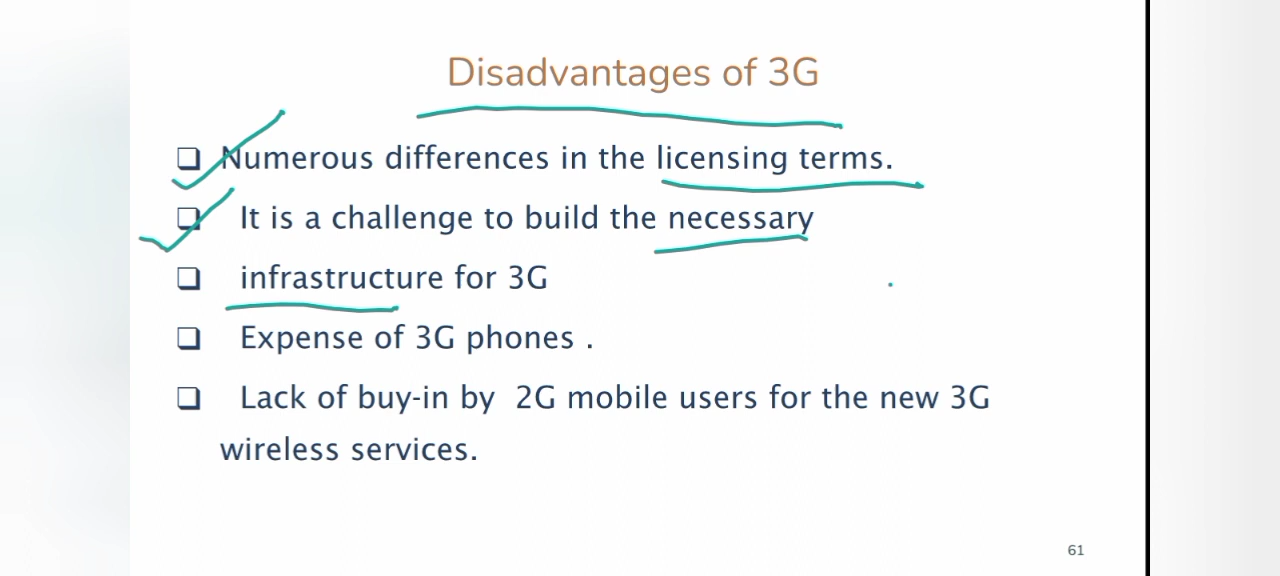 Disadvantages of 3G
❑ Numerous differences in the licensing terms.
❑ It is a challenge to build the necessary
❑ infrastructure for 3G
❑ Expense of 3G phones .
❑ Lack of buy-in by 2G mobile users for the new 3G
wireless services.
61